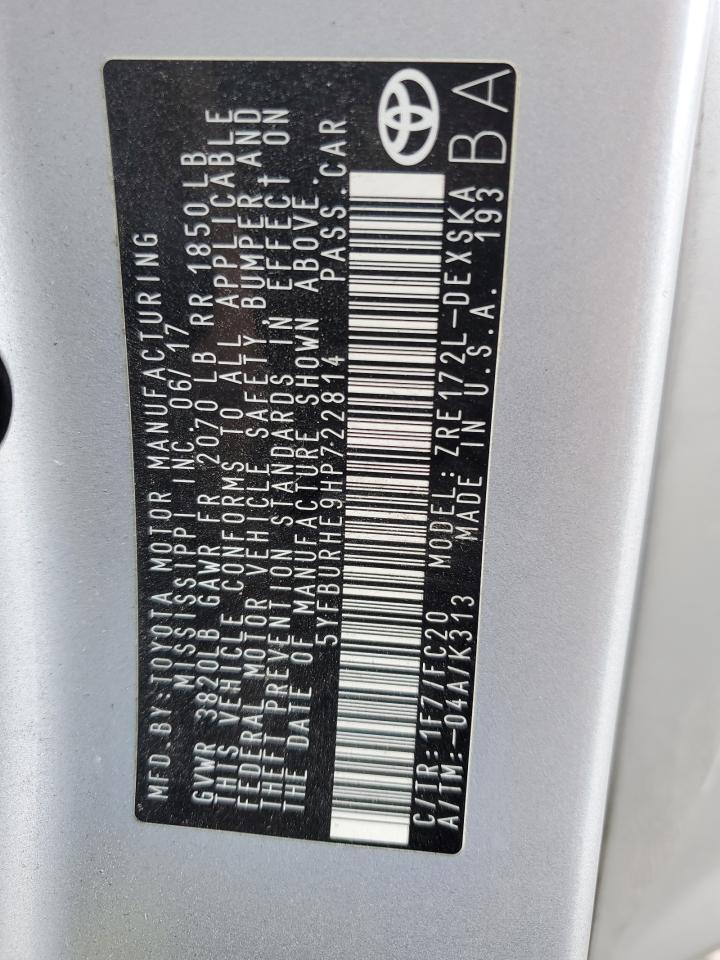 MFD.BY:TOYOTA MOTOR MANUFACTURING
MISSISSIPPI INC. 06/17
GVWR 3820LB GAWR FR 2070 LB RR 1850LB
THIS VEHICLE CONFORMS TO ALL APPLICABLE
FEDERAL MOTOR VEHICLE SAFETY, BUMPER AND
THEFT PREVENTION STANDARDS IN EFFECT ON
THE DATE OF MANUFACTURE SHOWN ABOVE.
5YFBURHE9HP722814 PASS.CAR
C/TR:1F7/FC20 MODEL:ZRE172L-DEXSKA
A/TM:-04A/K313 MADE IN U.S.A. 193
BA